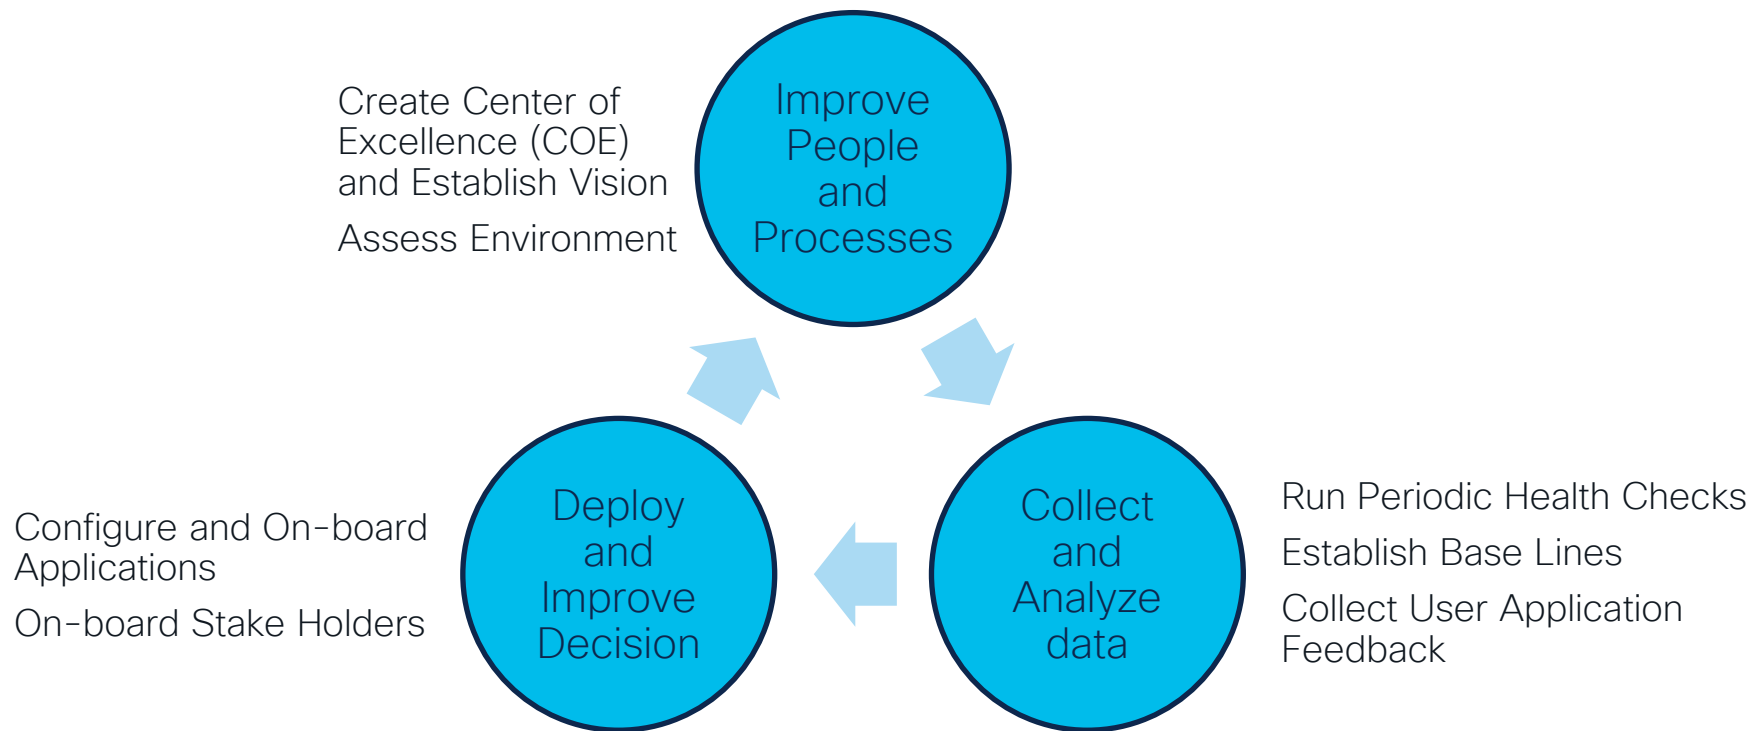 Create Center of
Excellence (COE)
and Establish Vision
Assess Environment
Improve
People
and
Processes
Configure and On-board
Applications
On-board Stake Holders
Deploy
and
Improve
Decision
Collect
and
Analyze
data
Run Periodic Health Checks
Establish Base Lines
Collect User Application
Feedback